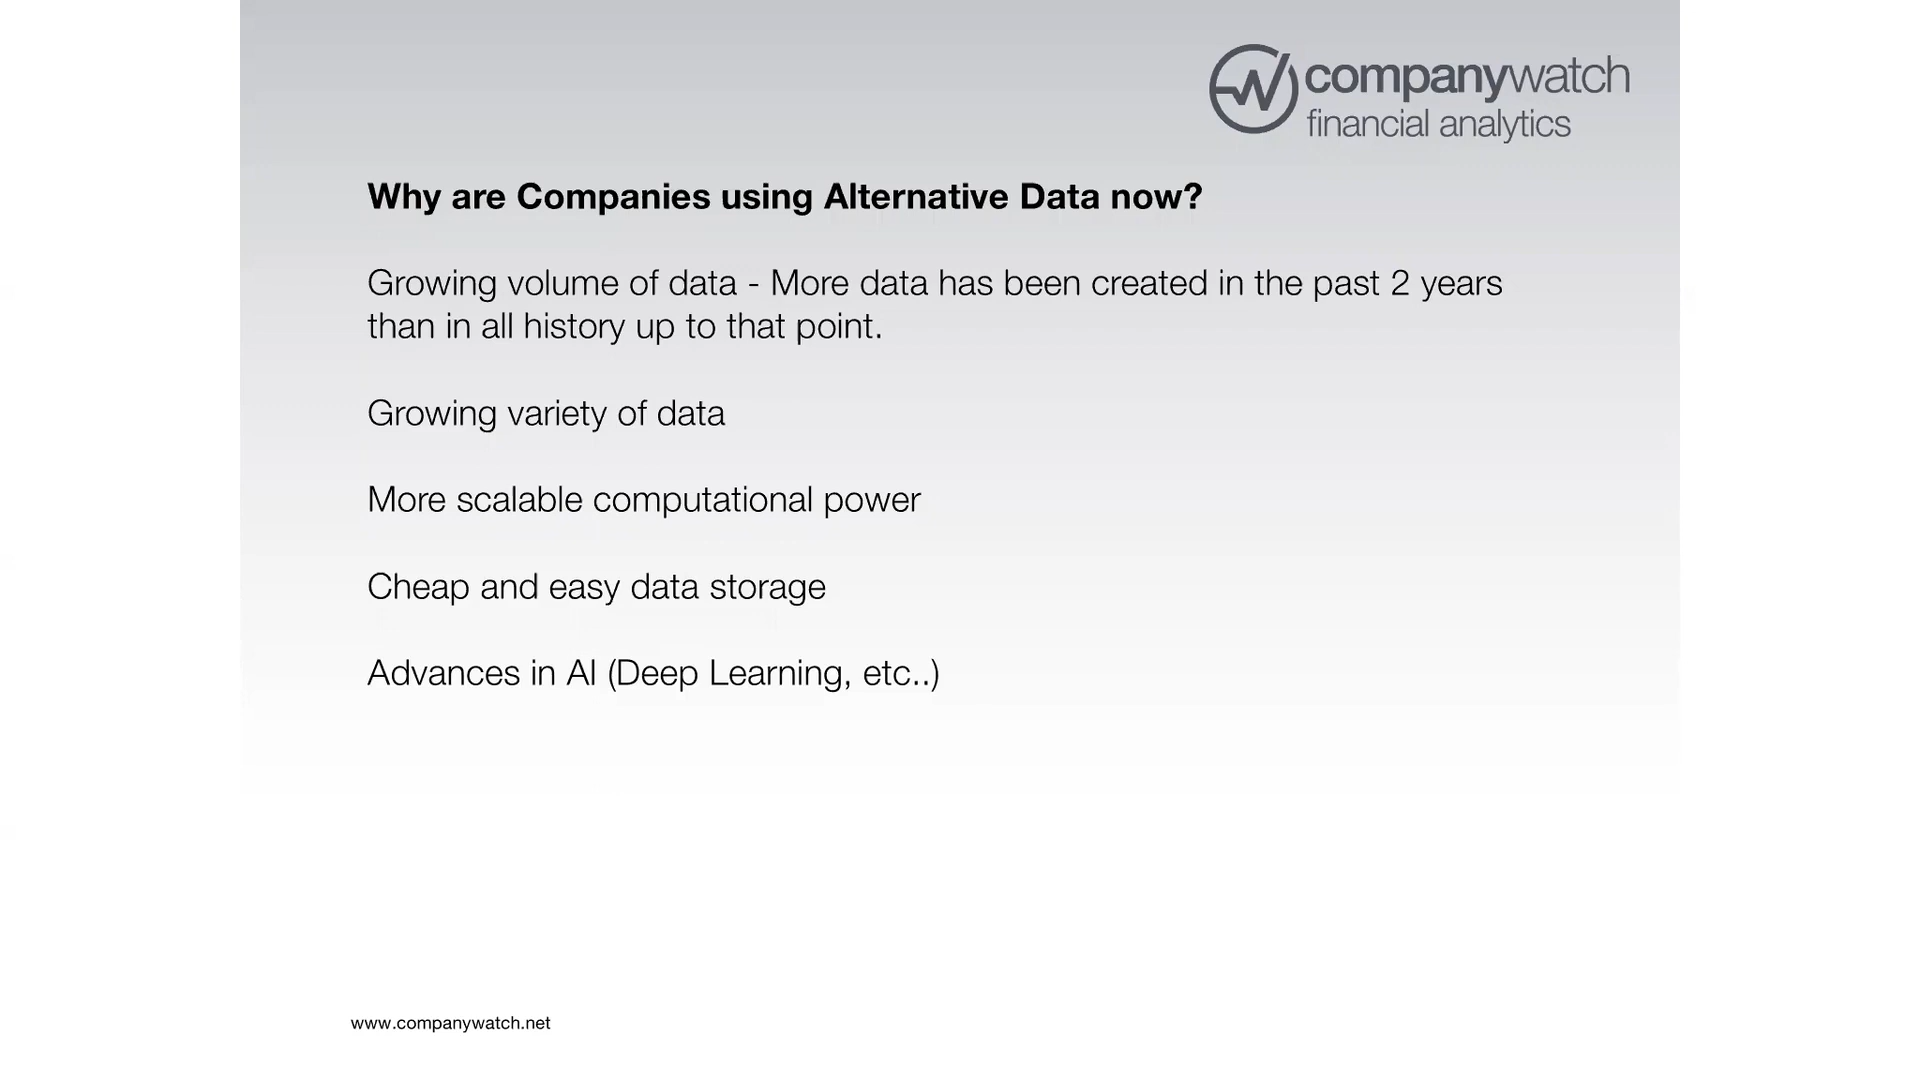 companywatch
financial analytics
Why are Companies using Alternative Data now?
Growing volume of data - More data has been created in the past 2 years
than in all history up to that point.
Growing variety of data
More scalable computational power
Cheap and easy data storage
Advances in AI (Deep Learning, etc..)
www.companywatch.net